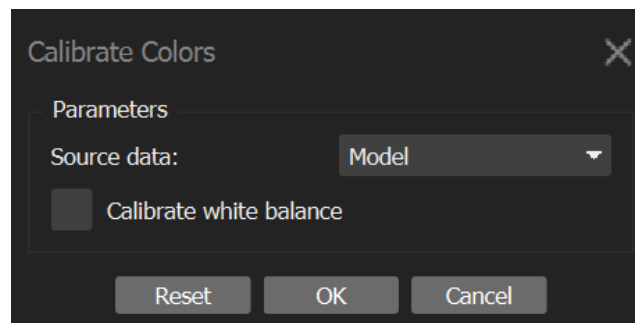 Calibrate Colors
Parameters
Source data: Model
Calibrate white balance
Reset OK Cancel